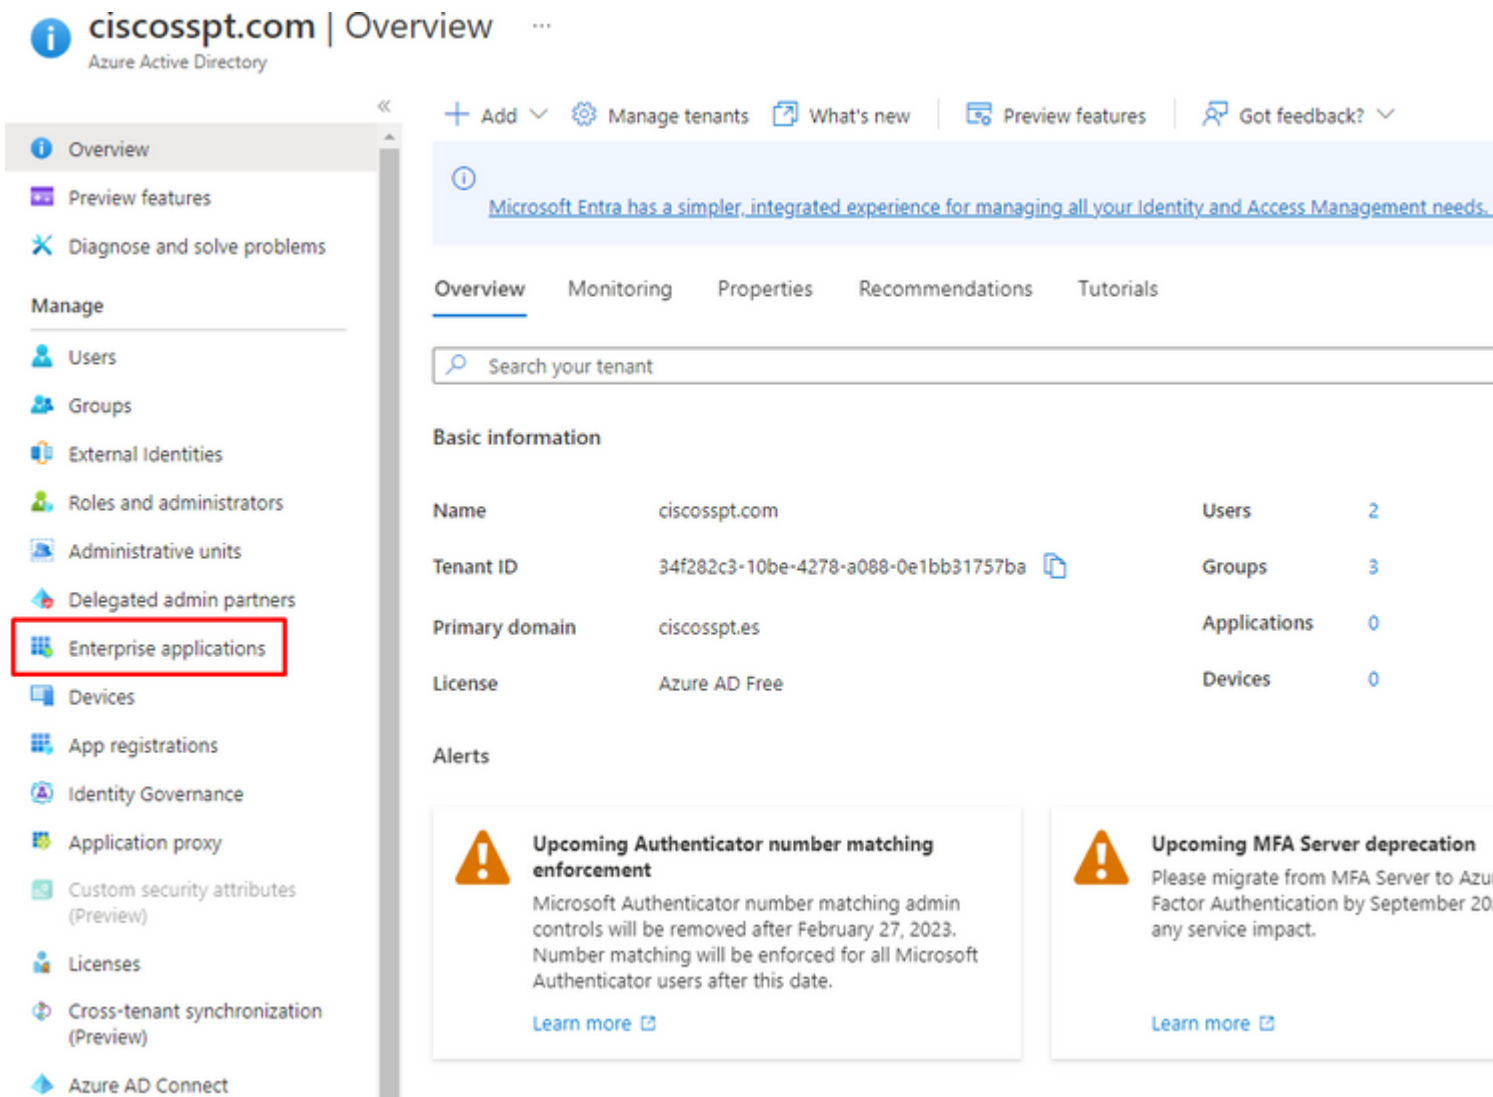 ciscosspt.com | Overview ...
Azure Active Directory
«
Overview
Preview features
Diagnose and solve problems
Manage
Users
Groups
External Identities
Roles and administrators
Administrative units
Delegated admin partners
Enterprise applications
Devices
App registrations
Identity Governance
Application proxy
Custom security attributes
(Preview)
Licenses
Cross-tenant synchronization
(Preview)
Azure AD Connect
Add
Manage tenants
What's new
Preview features
Got feedback?
Microsoft Entra has a simpler, integrated experience for managing all your Identity and Access Management needs.
Overview Monitoring Properties Recommendations Tutorials
Search your tenant
Basic information
Name ciscosspt.com Users 2
Tenant ID 34f282c3-10be-4278-a088-0e1bb31757ba Groups 3
Primary domain ciscosspt.es Applications 0
License Azure AD Free Devices 0
Alerts
Upcoming Authenticator number matching
enforcement
Microsoft Authenticator number matching admin
controls will be removed after February 27, 2023.
Number matching will be enforced for all Microsoft
Authenticator users after this date.
Learn more
Upcoming MFA Server deprecation
Please migrate from MFA Server to
Factor Authentication by September
any service impact.
Learn more